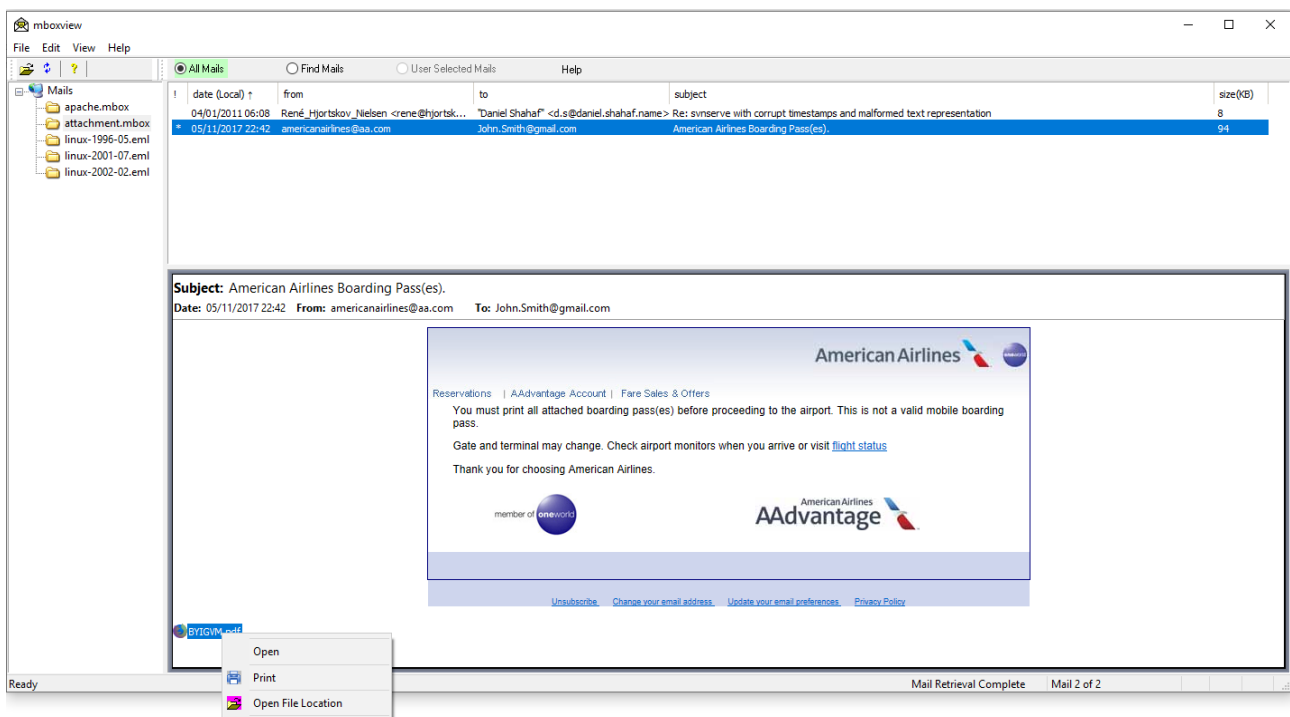 mboxview
File Edit View Help
All Mails Find Mails User Selected Mails Help
Mails
apache.mbox
attachment.mbox
linux-1996-05.eml
linux-2001-07.eml
linux-2002-02.eml
! date (Local) ↑ from to subject size(KB)
04/01/2011 06:08 René_Hjortskov_Nielsen <rene@hjortsk... "Daniel Shahaf" <d.s@daniel.shahaf.name> Re: svnserve with corrupt timestamps and malformed text representation 8
* 05/11/2017 22:42 americanairlines@aa.com John.Smith@gmail.com American Airlines Boarding Pass(es). 94
Subject: American Airlines Boarding Pass(es).
Date: 05/11/2017 22:42 From: americanairlines@aa.com To: John.Smith@gmail.com
American Airlines oneworld
Reservations | AAdvantage Account | Fare Sales & Offers
You must print all attached boarding pass(es) before proceeding to the airport. This is not a valid mobile boarding
pass.
Gate and terminal may change. Check airport monitors when you arrive or visit flight status
Thank you for choosing American Airlines.
member of oneworld
American Airlines
AAdvantage
Unsubscribe Change your email address Update your email preferences Privacy Policy
BYIGVM.pdf
Open
Print
Open File Location
Ready Mail Retrieval Complete Mail 2 of 2